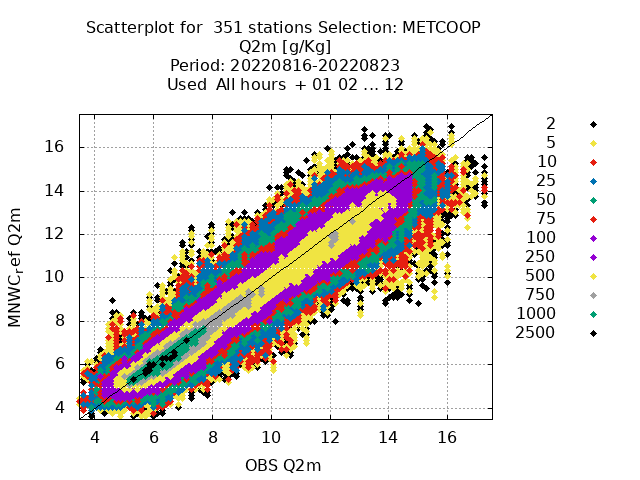 Scatterplot for 351 stations Selection: METCOOP
Q2m [g/Kg]
Period: 20220816-20220823
Used All hours + 01 02 ... 12
MNWC,ref Q2m
16
14
12
10
8
6
4
4 6 8 10 12 14 16
OBS Q2m
2
5
10
25
50
75
100
250
500
750
1000
2500